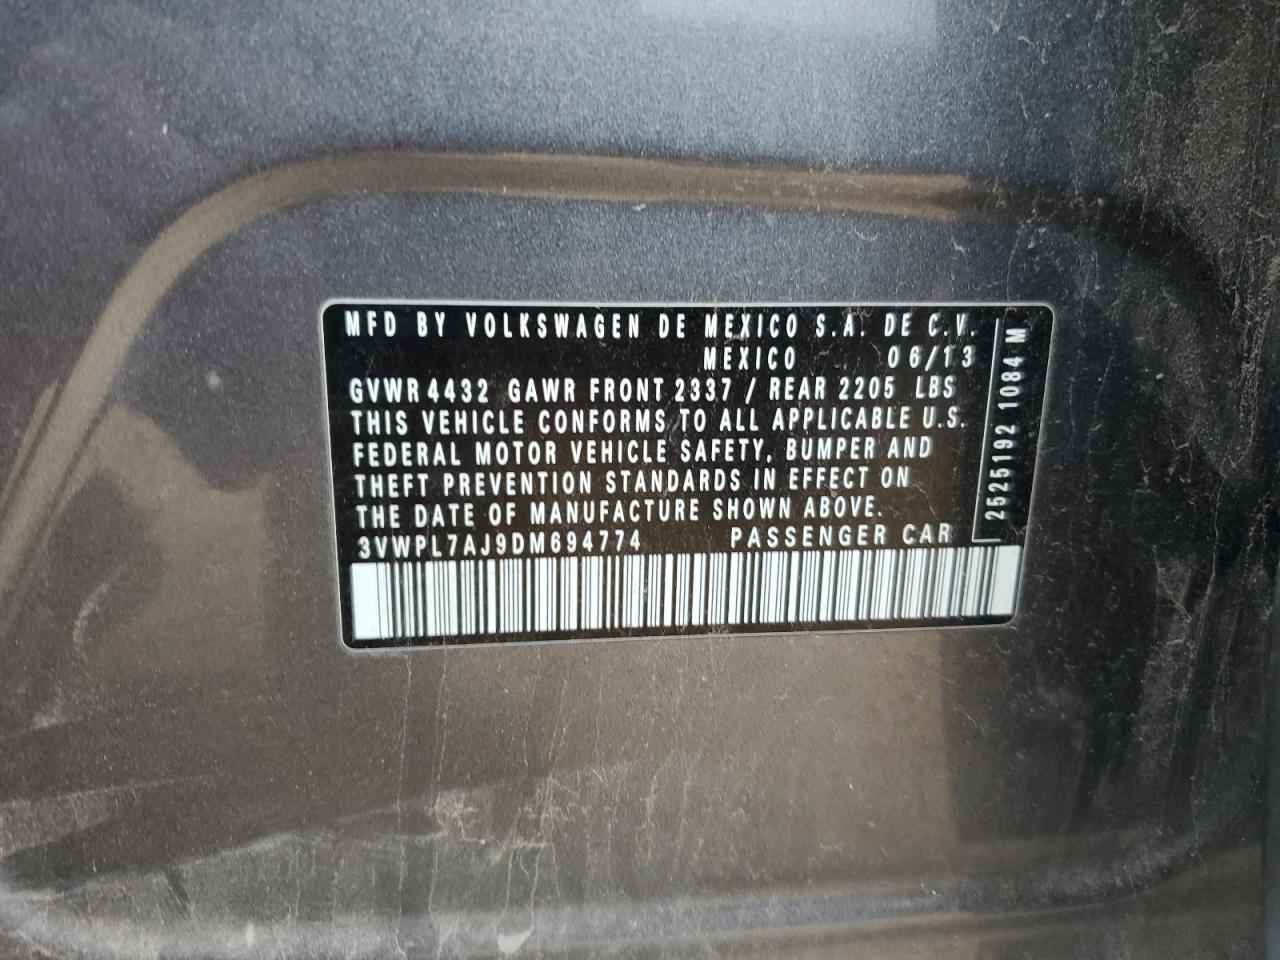 MFD BY VOLKSWAGEN DE MEXICO S.A. DE C.V.
MEXICO 06/13
GVWR 4432 GAWR FRONT 2337 / REAR 2205 LBS
THIS VEHICLE CONFORMS TO ALL APPLICABLE U.S.
FEDERAL MOTOR VEHICLE SAFETY, BUMPER AND
THEFT PREVENTION STANDARDS IN EFFECT ON
THE DATE OF MANUFACTURE SHOWN ABOVE.
3VWPL7AJ9DM694774 PASSENGER CAR
2525192 1084 M